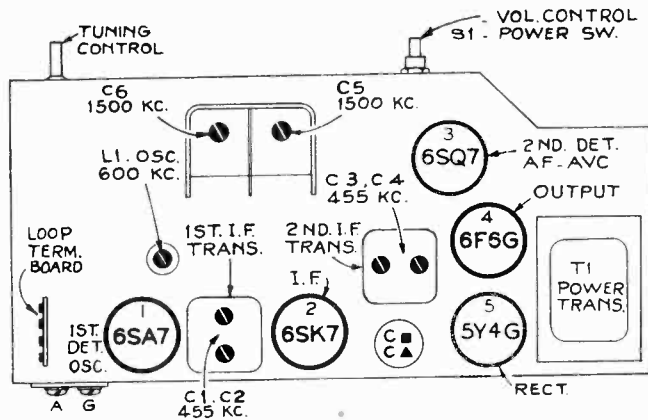 TUNING
CONTROL
VOL. CONTROL
S1 - POWER SW.
C6
1500 KC.
C5
1500 KC.
L1. OSC.
600 KC.
3
6SQ7
2ND. DET.
AF-AVC
C3, C4
455 KC.
OUTPUT
LOOP
TERM.
BOARD
1ST. I.F.
TRANS.
2ND. I.F.
TRANS.
4
6F6G
T1
POWER
TRANS.
I.F.
1ST.
DET.
OSC.
1
6SA7
2
6SK7
C ■
C ▲
5
5Y4G
C1. C2
455 KC.
RECT.
A G